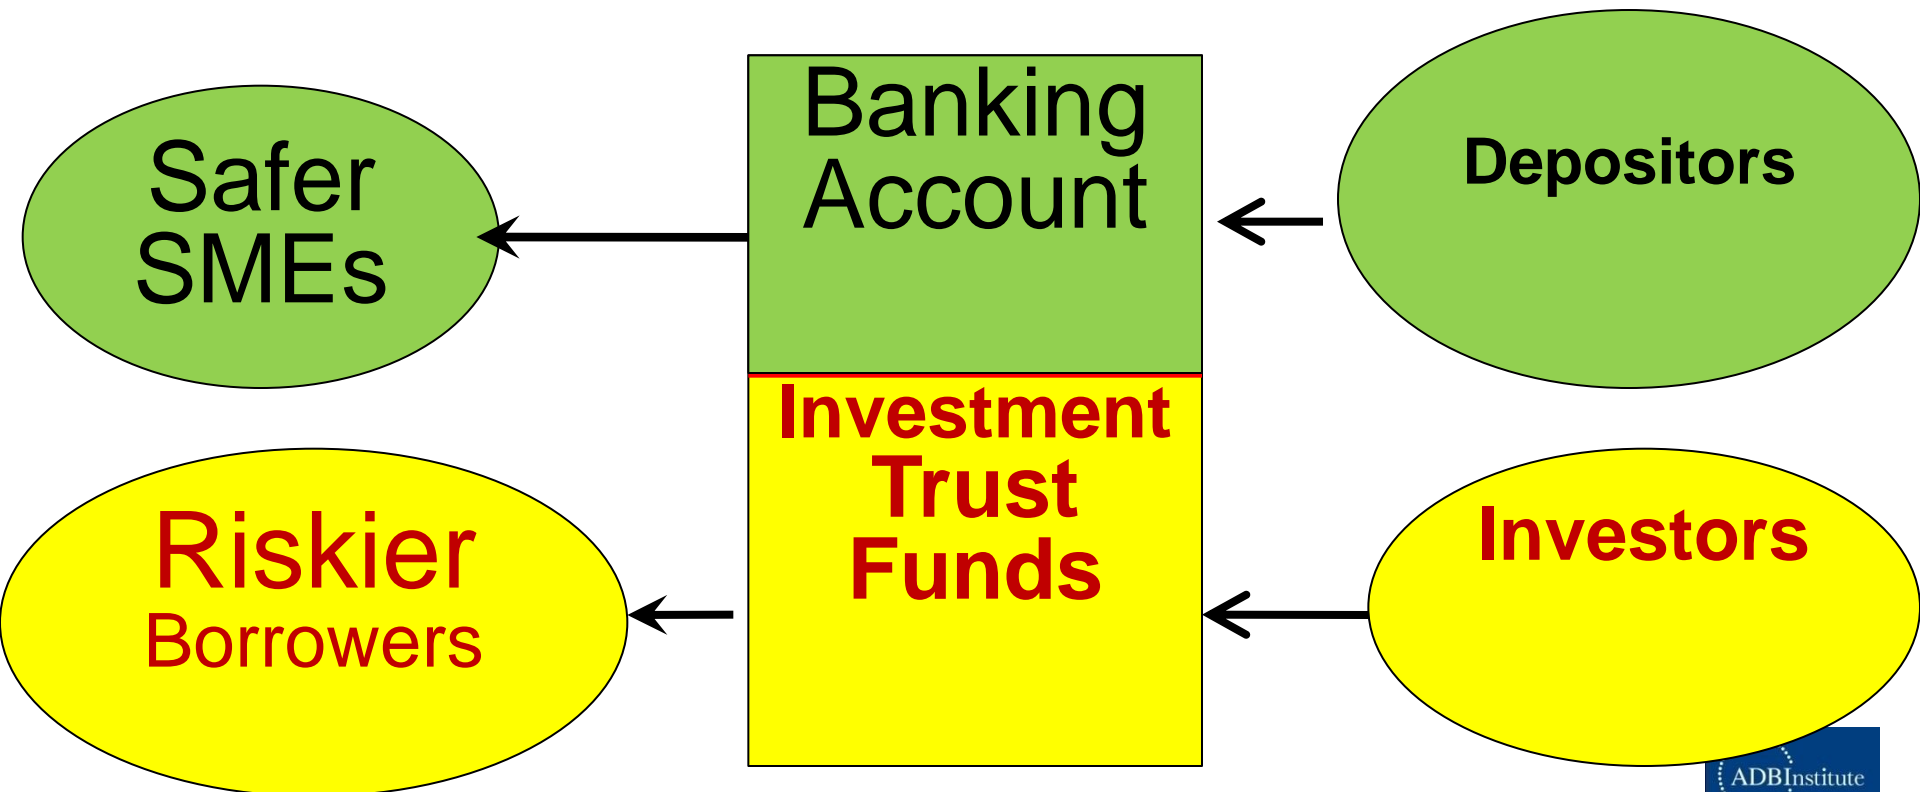 Safer
SMEs
Banking
Account
Depositors
Riskier
Borrowers
Investment
Trust
Funds
Investors
ADBInstitute